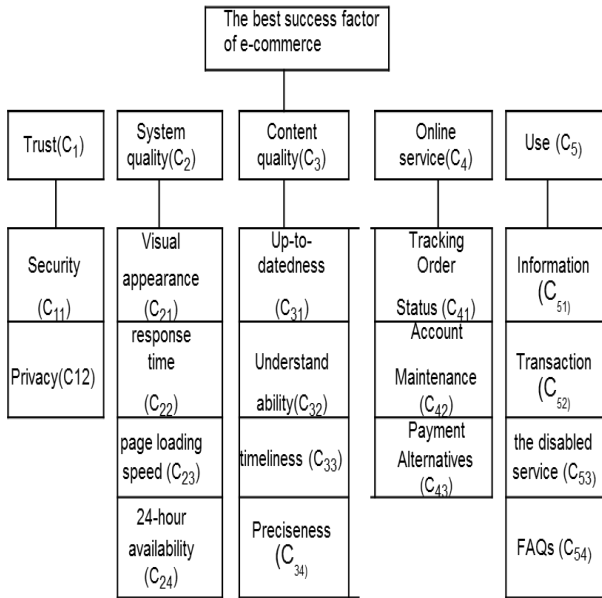 The best success factor
of e-commerce
Trust(C1)
System
quality(C2)
Content
quality(C3)
Online
service(C4)
Use (C5)
Security
(C11)
Privacy(C12)
Visual
appearance
(C21)
response
time
(C22)
page loading
speed (C23)
24-hour
availability
(C24)
Up-to-
datedness
(C31)
Understand
ability(C32)
timeliness (C33)
Preciseness
(C34)
Tracking
Order
Status (C41)
Account
Maintenance
(C42)
Payment
Alternatives
(C43)
Information
(C51)
Transaction
(C52)
the disabled
service (C53)
FAQs (C54)